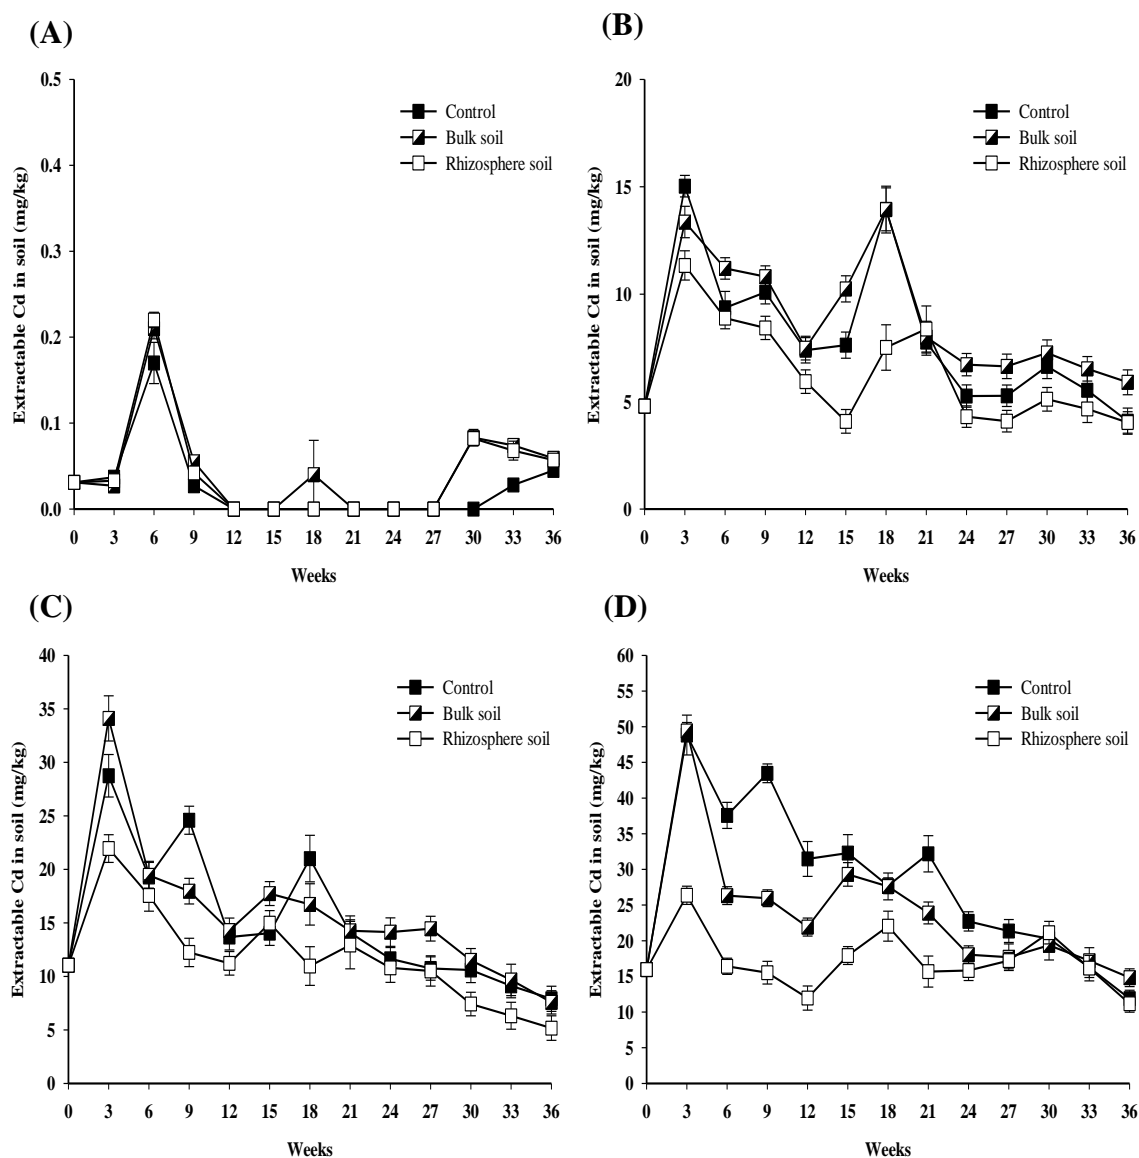 (A)
Extractable Cd in soil (mg/kg)
0.5
0.4
0.3
0.2
0.1
0.0
Control
Bulk soil
Rhizosphere soil
0 3 6 9 12 15 18 21 24 27 30 33 36
Weeks
(B)
Extractable Cd in soil (mg/kg)
20
15
10
5
0
Control
Bulk soil
Rhizosphere soil
0 3 6 9 12 15 18 21 24 27 30 33 36
Weeks
(C)
Extractable Cd in soil (mg/kg)
40
35
30
25
20
15
10
5
0
Control
Bulk soil
Rhizosphere soil
0 3 6 9 12 15 18 21 24 27 30 33 36
Weeks
(D)
Extractable Cd in soil (mg/kg)
60
55
50
45
40
35
30
25
20
15
10
5
0
Control
Bulk soil
Rhizosphere soil
0 3 6 9 12 15 18 21 24 27 30 33 36
Weeks